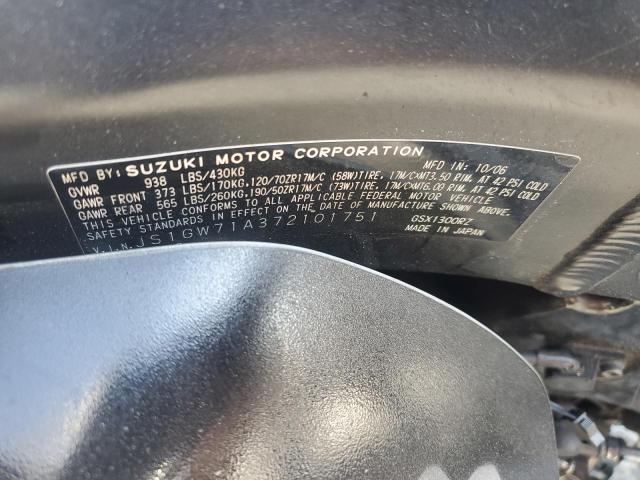 MFD BY: SUZUKI MOTOR CORPORATION MFD IN: 10/06
GVWR 938 LBS/430KG
GAWR FRONT 373 LBS/170KG,120/70ZR17M/C (58W)TIRE, 17M/CXMT3.50 RIM, AT 42 PSI COLD
GAWR REAR 565 LBS/260KG,190/50ZR17M/C (73W)TIRE, 17M/CXMT6.00 RIM, AT 42 PSI COLD
THIS VEHICLE CONFORMS TO ALL APPLICABLE FEDERAL MOTOR VEHICLE
SAFETY STANDARDS IN EFFECT ON THE DATE OF MANUFACTURE SHOWN ABOVE. GSX1300RZ
V.I.N. JS1GW71A372101751 MADE IN JAPAN